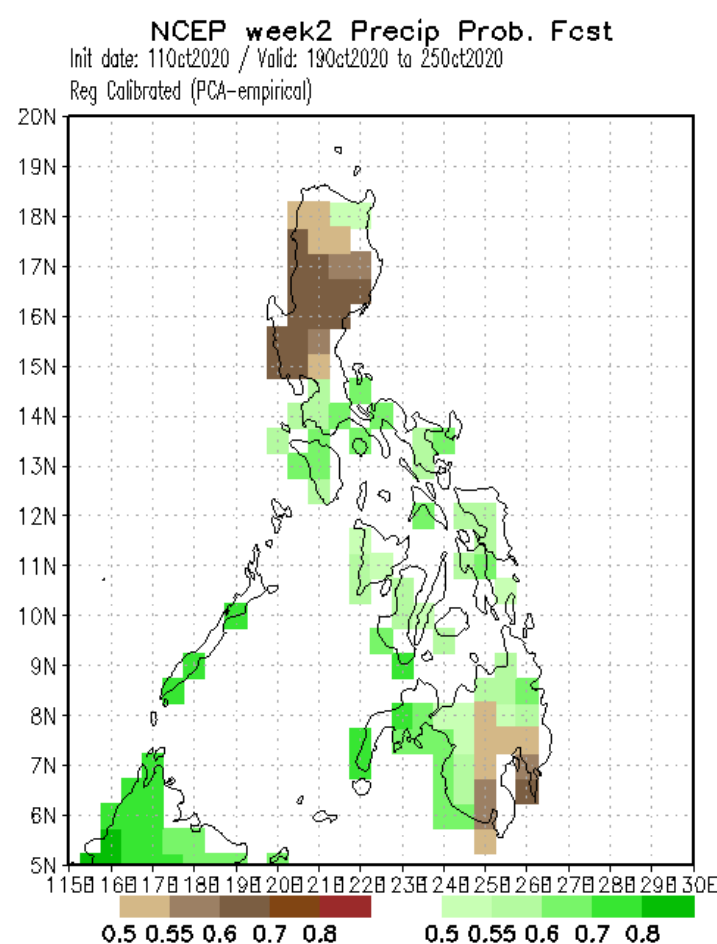 NCEP week2 Precip Prob. Fcst
Init date: 11Oct2020 / Valid: 19Oct2020 to 25Oct2020
Reg Calibrated (PCA-empirical)
20N
19N
18N
17N
16N
15N
14N
13N
12N
11N
10N
9N
8N
7N
6N
5N
115E 116E 117E 118E 119E 120E 121E 122E 123E 124E 125E 126E 127E 128E 129E 130E
0.5 0.55 0.6 0.7 0.8 0.5 0.55 0.6 0.7 0.8